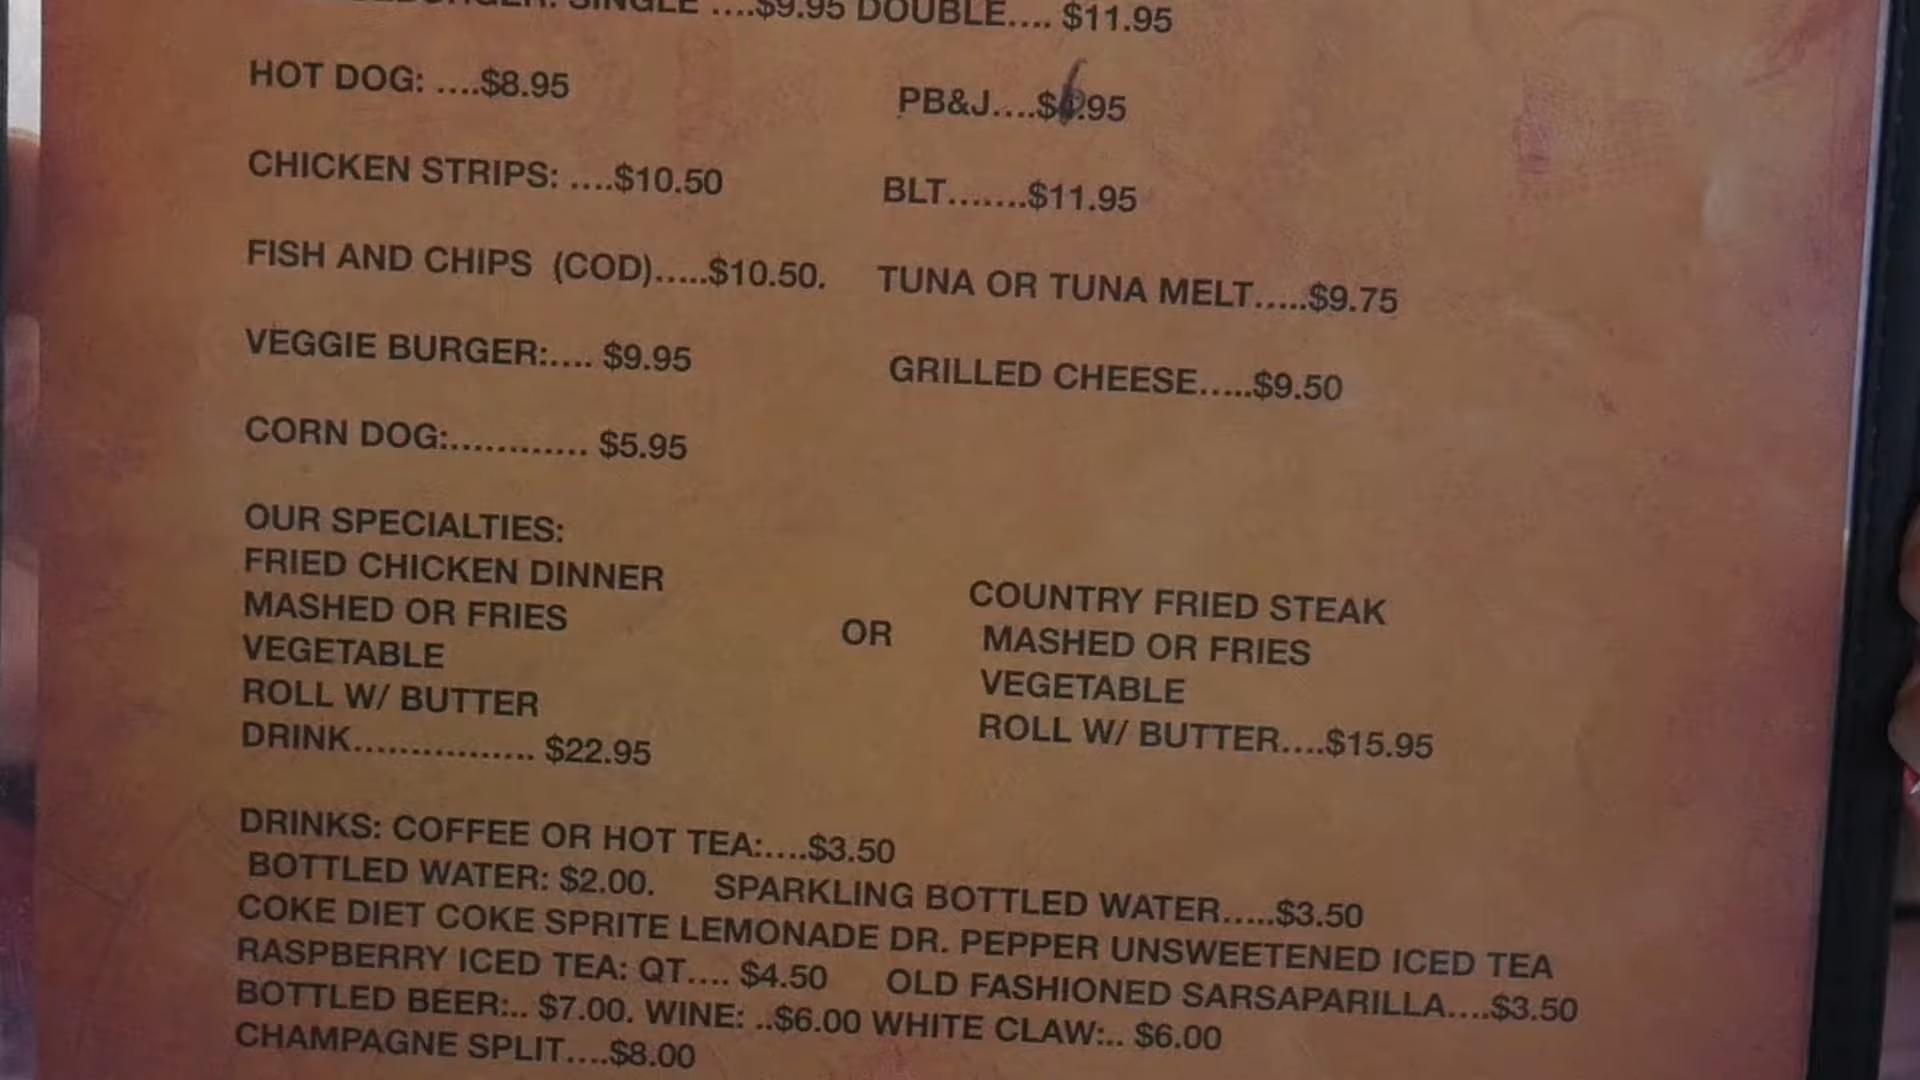 SINGLE ....$9.95 DOUBLE.... $11.95
HOT DOG: ....$8.95
PB&J....$6.95
CHICKEN STRIPS: ....$10.50
BLT.......$11.95
FISH AND CHIPS (COD).....$10.50.
TUNA OR TUNA MELT.....$9.75
VEGGIE BURGER:.... $9.95
GRILLED CHEESE.....$9.50
CORN DOG:............ $5.95
OUR SPECIALTIES:
FRIED CHICKEN DINNER
MASHED OR FRIES
VEGETABLE
ROLL W/ BUTTER
DRINK................ $22.95
OR
COUNTRY FRIED STEAK
MASHED OR FRIES
VEGETABLE
ROLL W/ BUTTER....$15.95
DRINKS: COFFEE OR HOT TEA:....$3.50
BOTTLED WATER: $2.00. SPARKLING BOTTLED WATER.....$3.50
COKE DIET COKE SPRITE LEMONADE DR. PEPPER UNSWEETENED ICED TEA
RASPBERRY ICED TEA: QT.... $4.50 OLD FASHIONED SARSAPARILLA....$3.50
BOTTLED BEER:.. $7.00. WINE: ..$6.00 WHITE CLAW:.. $6.00
CHAMPAGNE SPLIT....$8.00